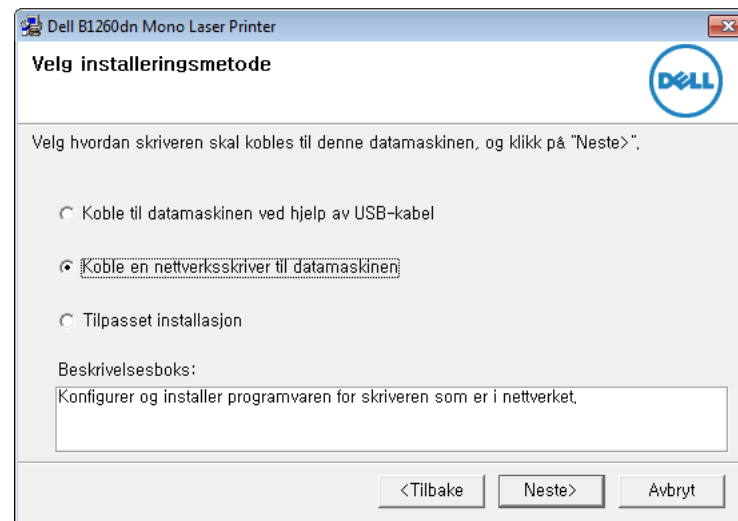 Dell B1260dn Mono Laser Printer
Velg installeringsmetode
DELL
Velg hvordan skriveren skal kobles til denne datamaskinen, og klikk på "Neste>",
Koble til datamaskinen ved hjelp av USB-kabel
Koble en nettverksskriver til datamaskinen
Tilpasset installasjon
Beskrivelsesboks:
Konfigurer og installer programvaren for skriveren som er i nettverket,
<Tilbake Neste> Avbryt